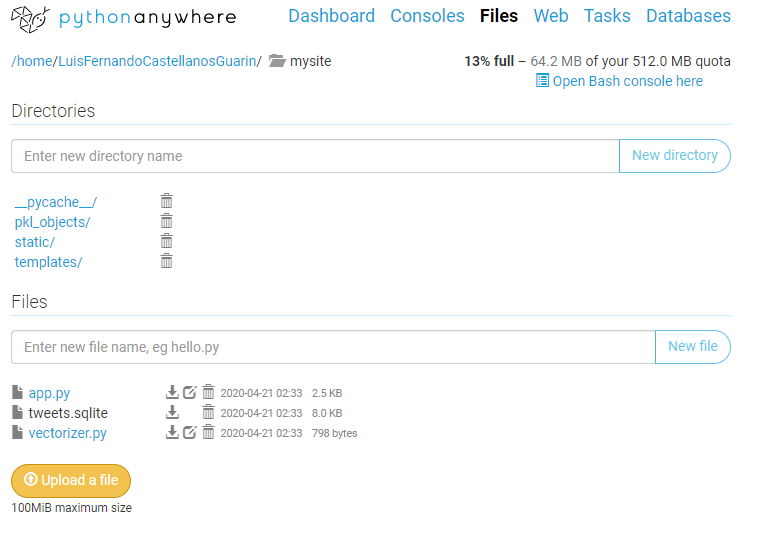 pythonanywhere
Dashboard Consoles Files Web Tasks Databases
/home/LuisFernandoCastellanosGuarin/ mysite
13% full – 64.2 MB of your 512.0 MB quota
Open Bash console here
Directories
Enter new directory name New directory
__pycache__/
pkl_objects/
static/
templates/
Files
Enter new file name, eg hello.py New file
app.py 2020-04-21 02:33 2.5 KB
tweets.sqlite 2020-04-21 02:33 8.0 KB
vectorizer.py 2020-04-21 02:33 798 bytes
Upload a file
100MiB maximum size